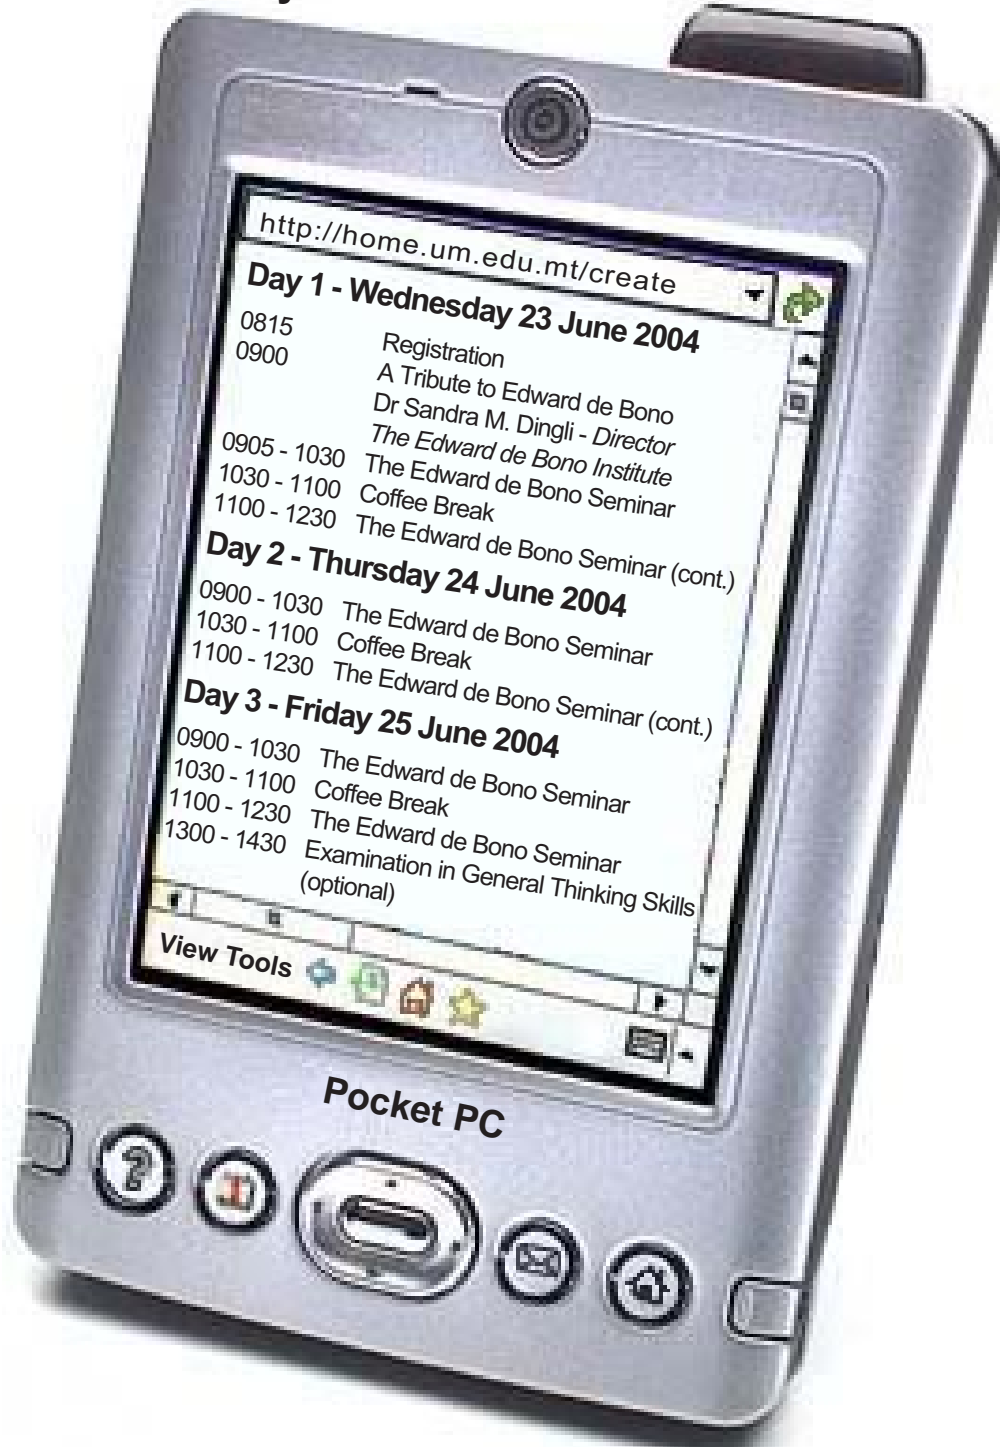 http://home.um.edu.mt/create
Day 1 - Wednesday 23 June 2004
0815 Registration
0900 A Tribute to Edward de Bono
Dr Sandra M. Dingli - Director
The Edward de Bono Institute
0905 - 1030 The Edward de Bono Seminar
1030 - 1100 Coffee Break
1100 - 1230 The Edward de Bono Seminar (cont.)
Day 2 - Thursday 24 June 2004
0900 - 1030 The Edward de Bono Seminar
1030 - 1100 Coffee Break
1100 - 1230 The Edward de Bono Seminar (cont.)
Day 3 - Friday 25 June 2004
0900 - 1030 The Edward de Bono Seminar
1030 - 1100 Coffee Break
1100 - 1230 The Edward de Bono Seminar
1300 - 1430 Examination in General Thinking Skills
(optional)
View Tools
Pocket PC